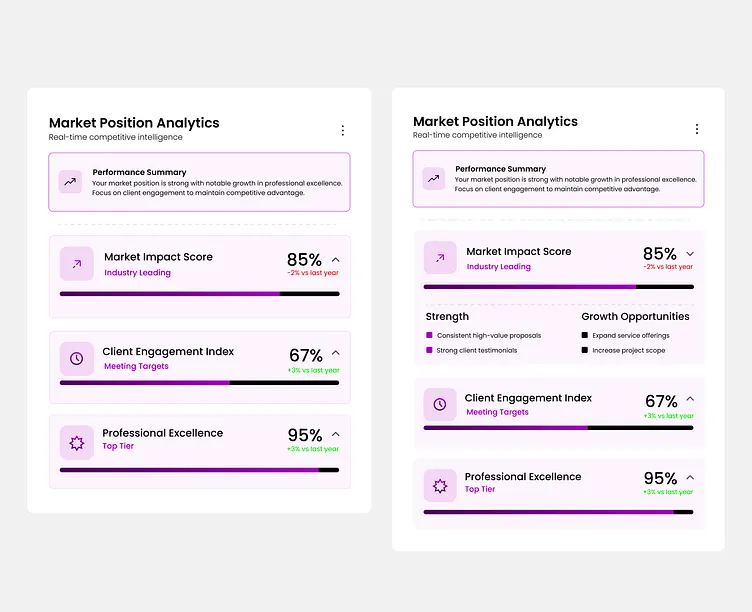 Market Position Analytics
Real-time competitive intelligence
Performance Summary
Your market position is strong with notable growth in professional excellence.
Focus on client engagement to maintain competitive advantage.
Market Impact Score
Industry Leading
85%
-2% vs last year
Client Engagement Index
Meeting Targets
67%
+3% vs last year
Professional Excellence
Top Tier
95%
+3% vs last year
Market Position Analytics
Real-time competitive intelligence
Performance Summary
Your market position is strong with notable growth in professional excellence.
Focus on client engagement to maintain competitive advantage.
Market Impact Score
Industry Leading
85%
-2% vs last year
Strength
Consistent high-value proposals
Strong client testimonials
Growth Opportunities
Expand service offerings
Increase project scope
Client Engagement Index
Meeting Targets
67%
+3% vs last year
Professional Excellence
Top Tier
95%
+3% vs last year